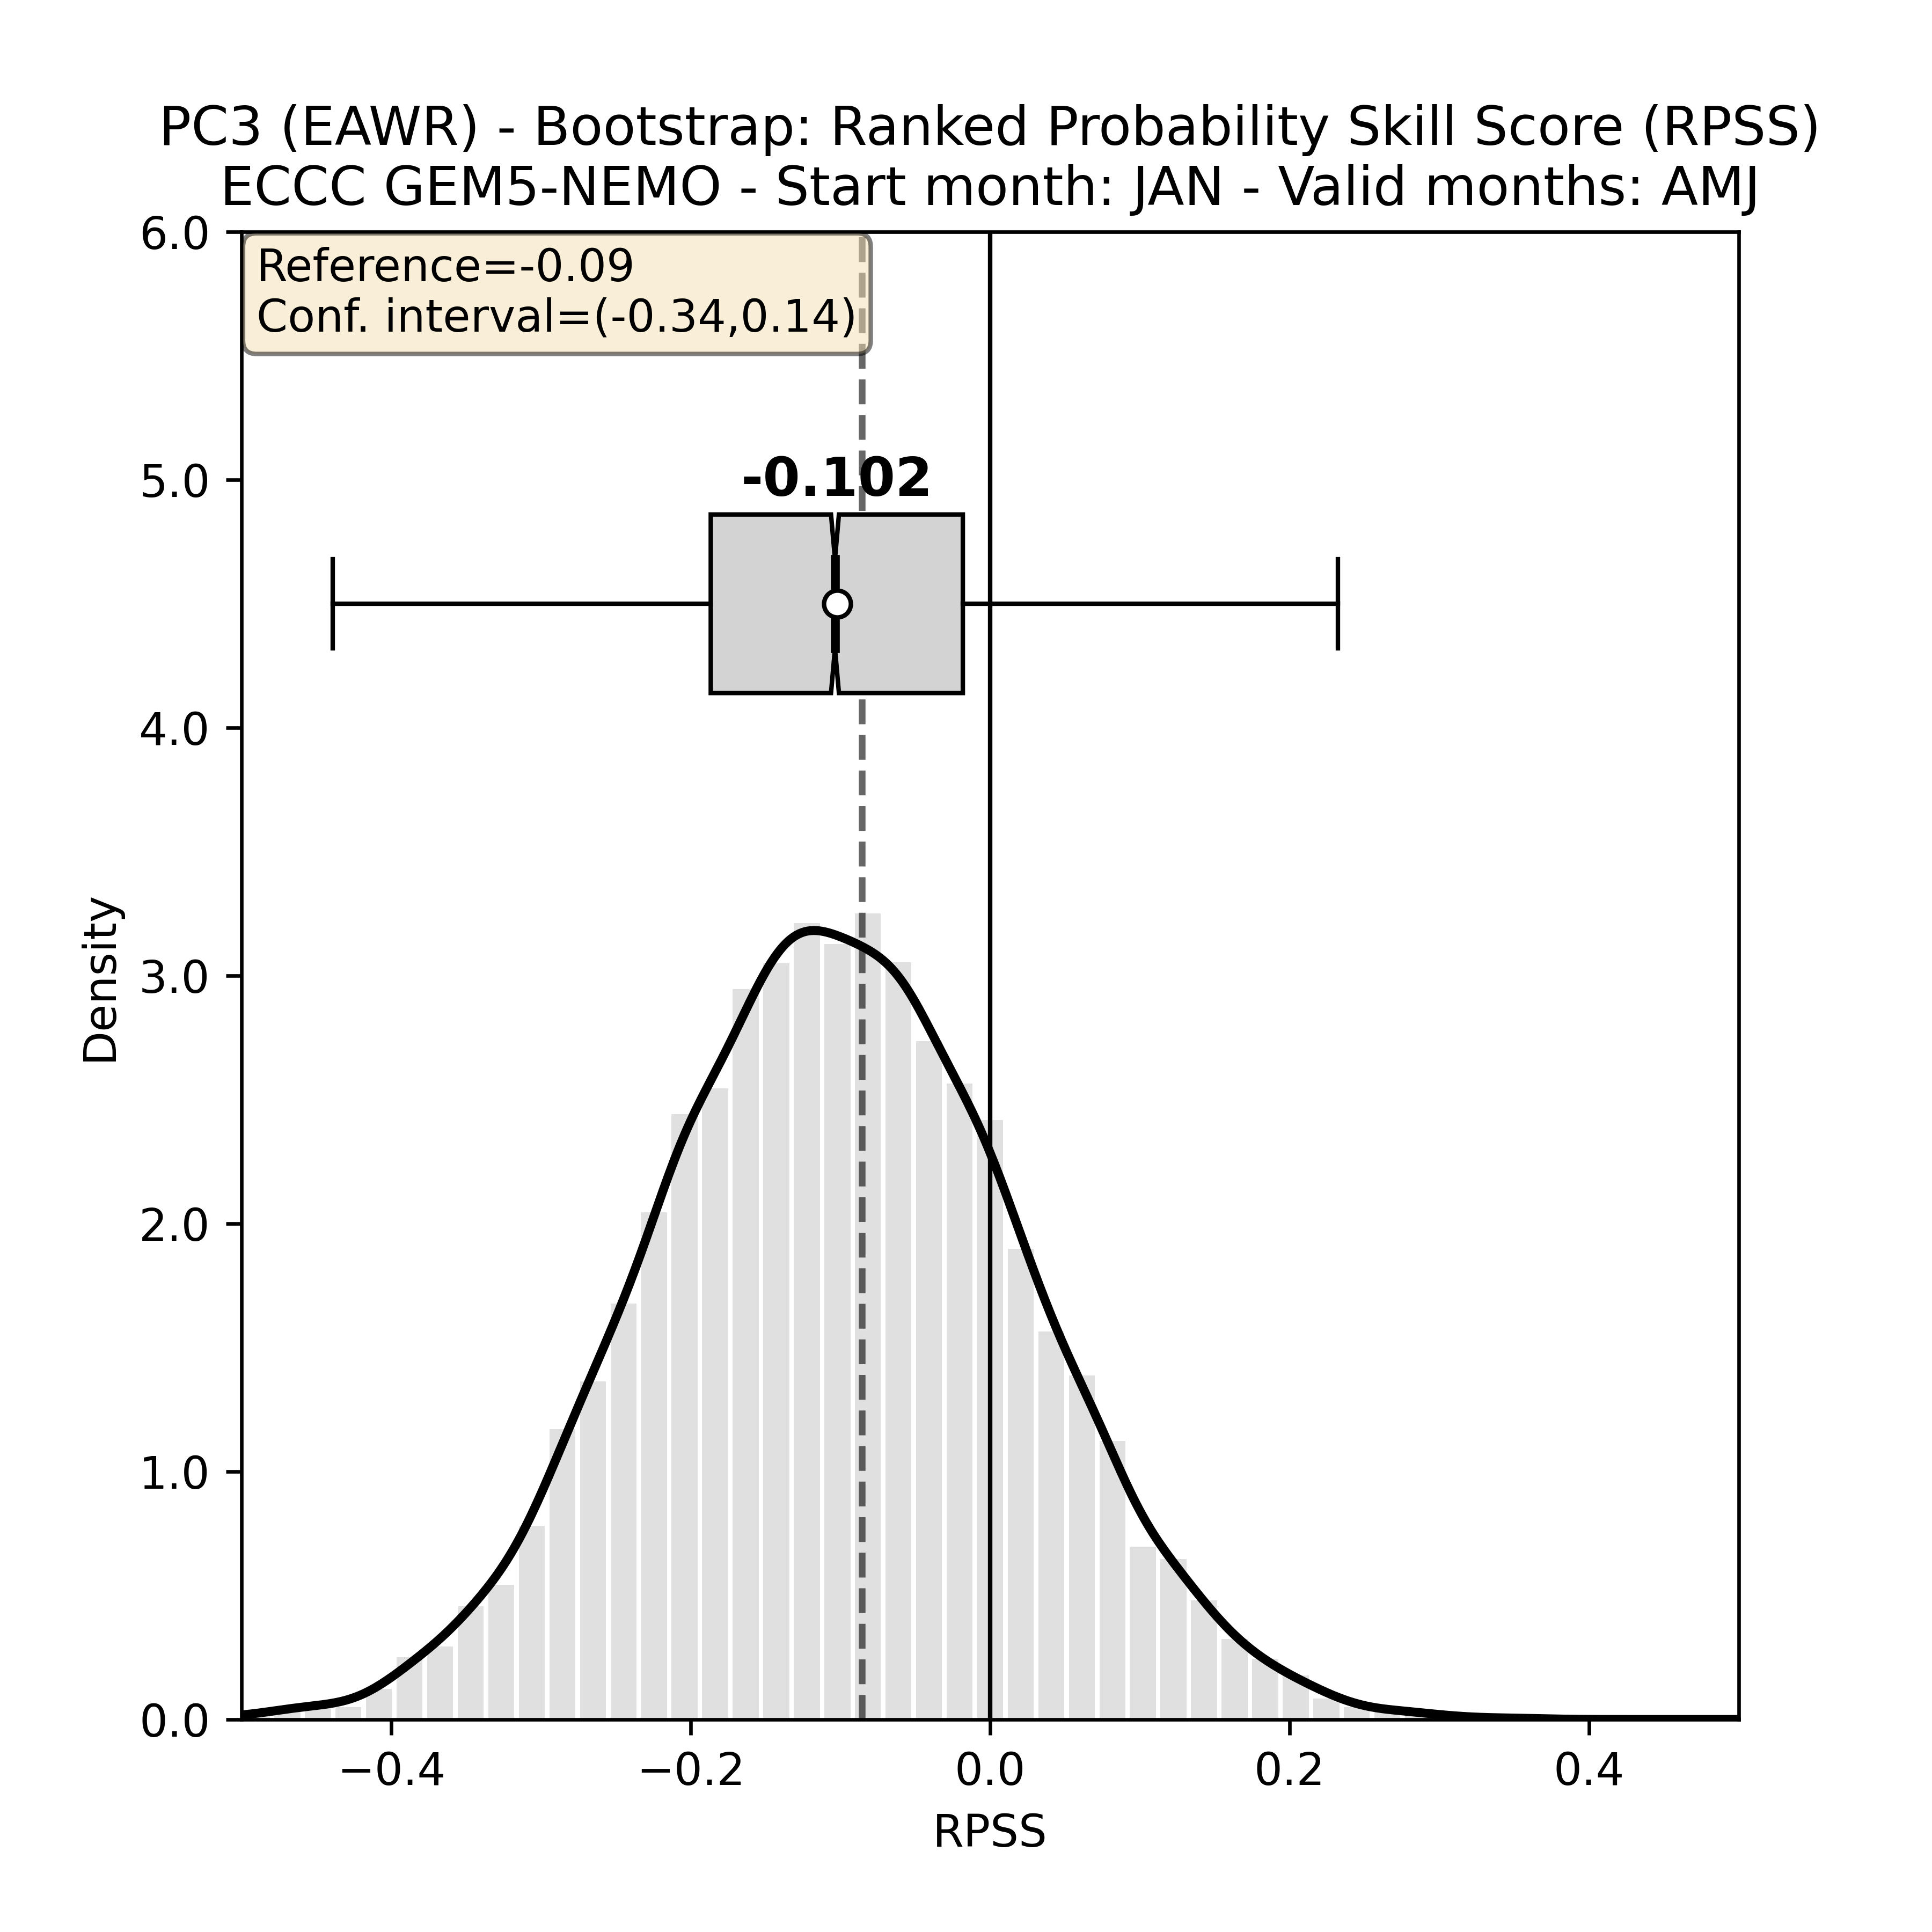 PC3 (EAWR) - Bootstrap: Ranked Probability Skill Score (RPSS)
ECCC GEM5-NEMO - Start month: JAN - Valid months: AMJ
6.0
Reference=-0.09
Conf. interval=(-0.34,0.14)
5.0
-0.102
4.0
Density
3.0
2.0
1.0
0.0
−0.4
−0.2
0.0
0.2
0.4
RPSS